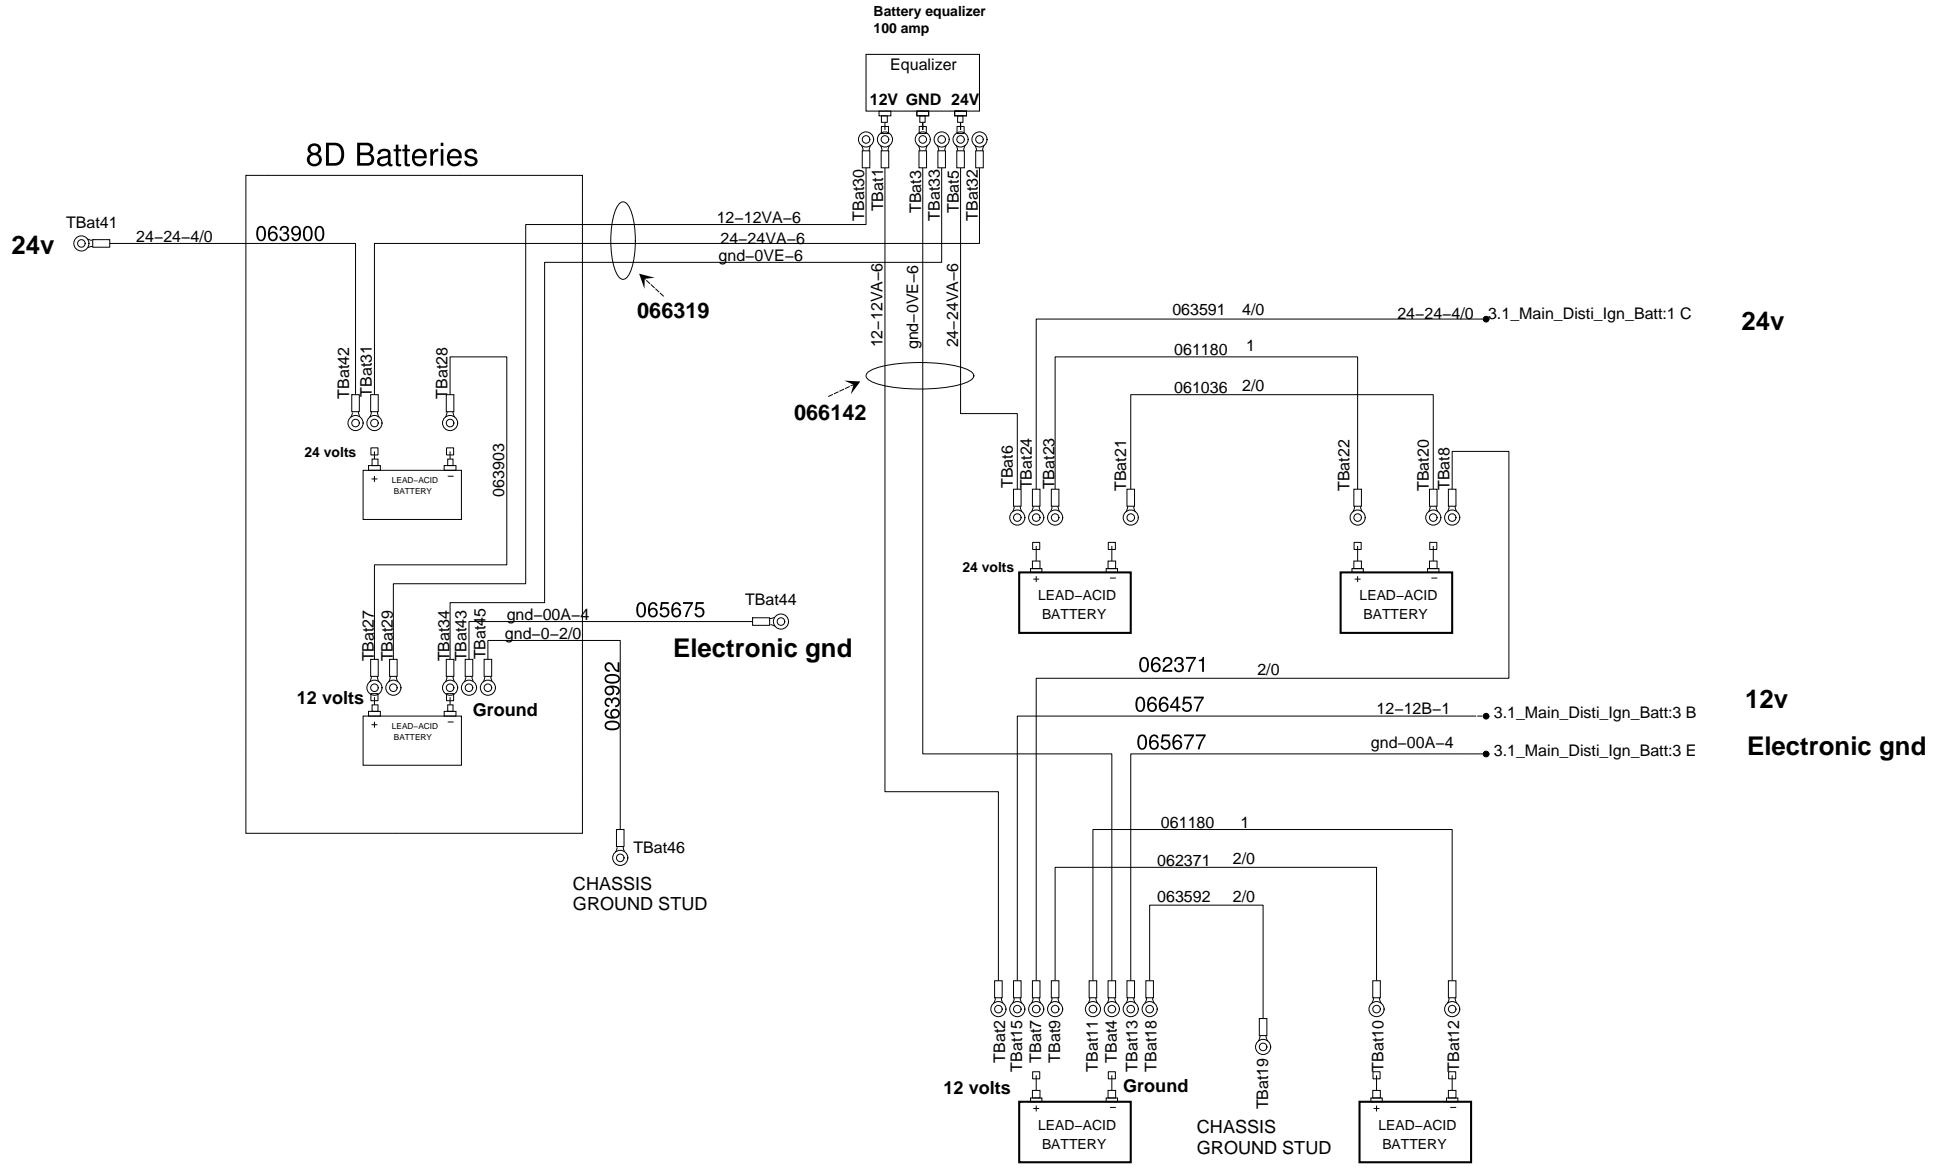 Battery equalizer
100 amp
Equalizer
12V GND 24V
8D Batteries
TBat30
TBat1
TBat3
TBat33
TBat5
TBat32
TBat41
24v
24-24-4/0
063900
12-12VA-6
24-24VA-6
gnd-0VE-6
066319
12-12VA-6
gnd-0VE-6
24-24VA-6
066142
063591 4/0
24-24-4/0
3.1_Main_Disti_Ign_Batt:1 C
24v
061180 1
061036 2/0
TBat42
TBat31
TBat28
24 volts
+ LEAD-ACID -
BATTERY
063903
TBat6
TBat24
TBat23
TBat21
TBat22
TBat20
TBat8
24 volts
+ -
LEAD-ACID
BATTERY
+ -
LEAD-ACID
BATTERY
TBat27
TBat29
TBat34
TBat43
TBat45
gnd-00A-4
065675
TBat44
gnd-0-2/0
Electronic gnd
063902
12 volts
Ground
+ LEAD-ACID -
BATTERY
TBat46
CHASSIS
GROUND STUD
062371 2/0
066457
12-12B-1
3.1_Main_Disti_Ign_Batt:3 B
12v
065677
gnd-00A-4
3.1_Main_Disti_Ign_Batt:3 E
Electronic gnd
061180 1
062371 2/0
063592 2/0
TBat2
TBat15
TBat7
TBat9
TBat11
TBat4
TBat13
TBat18
TBat19
TBat10
TBat12
12 volts
Ground
+ -
LEAD-ACID
BATTERY
CHASSIS
GROUND STUD
+ -
LEAD-ACID
BATTERY